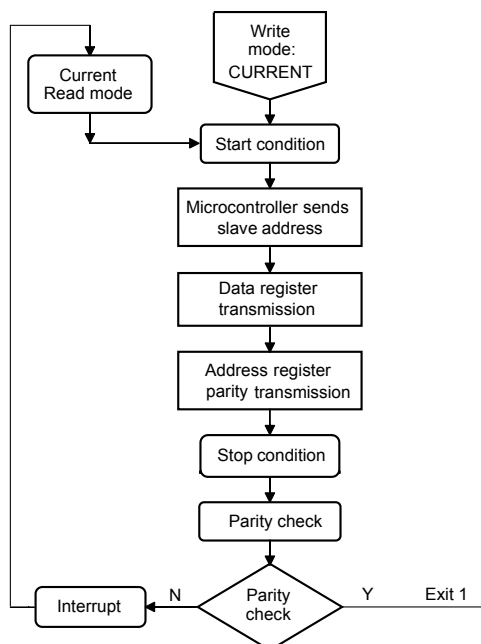 Write
mode:
CURRENT
Current
Read mode
Start condition
Microcontroller sends
slave address
Data register
transmission
Address register
parity transmission
Stop condition
Parity check
Parity
check
N
Y
Exit 1
Interrupt